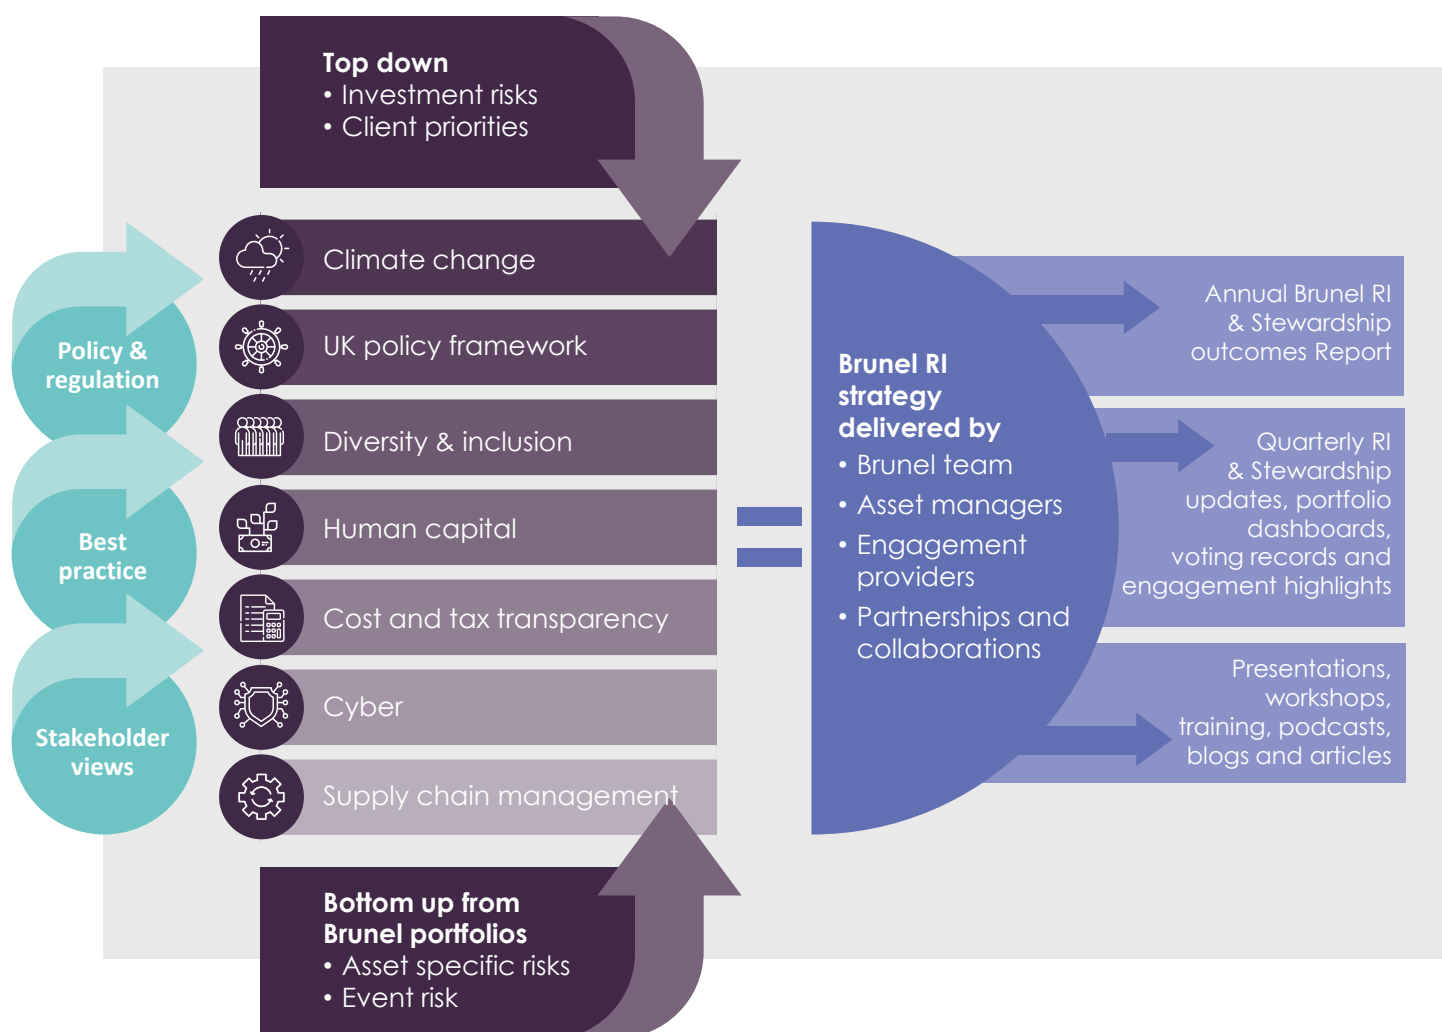 Top down
• Investment risks
• Client priorities
Policy &
regulation
Best
practice
Stakeholder
views
Climate change
UK policy framework
Diversity & inclusion
Human capital
Cost and tax transparency
Cyber
Supply chain management
Bottom up from
Brunel portfolios
• Asset specific risks
• Event risk
Brunel RI
strategy
delivered by
• Brunel team
• Asset managers
• Engagement
providers
• Partnerships and
collaborations
Annual Brunel RI
& Stewardship
outcomes Report
Quarterly RI
& Stewardship
updates, portfolio
dashboards,
voting records and
engagement highlights
Presentations,
workshops,
training, podcasts,
blogs and articles